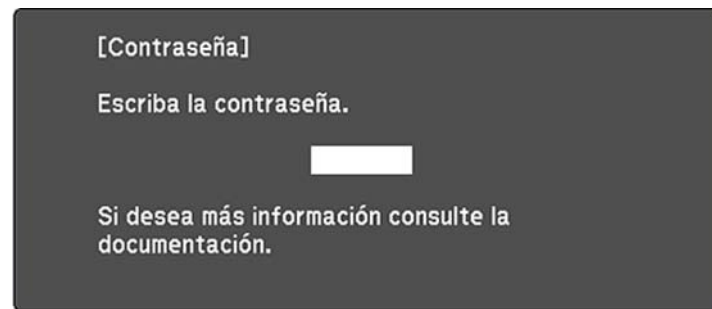 [Contraseña]
Escriba la contraseña.
Si desea más información consulte la
documentación.